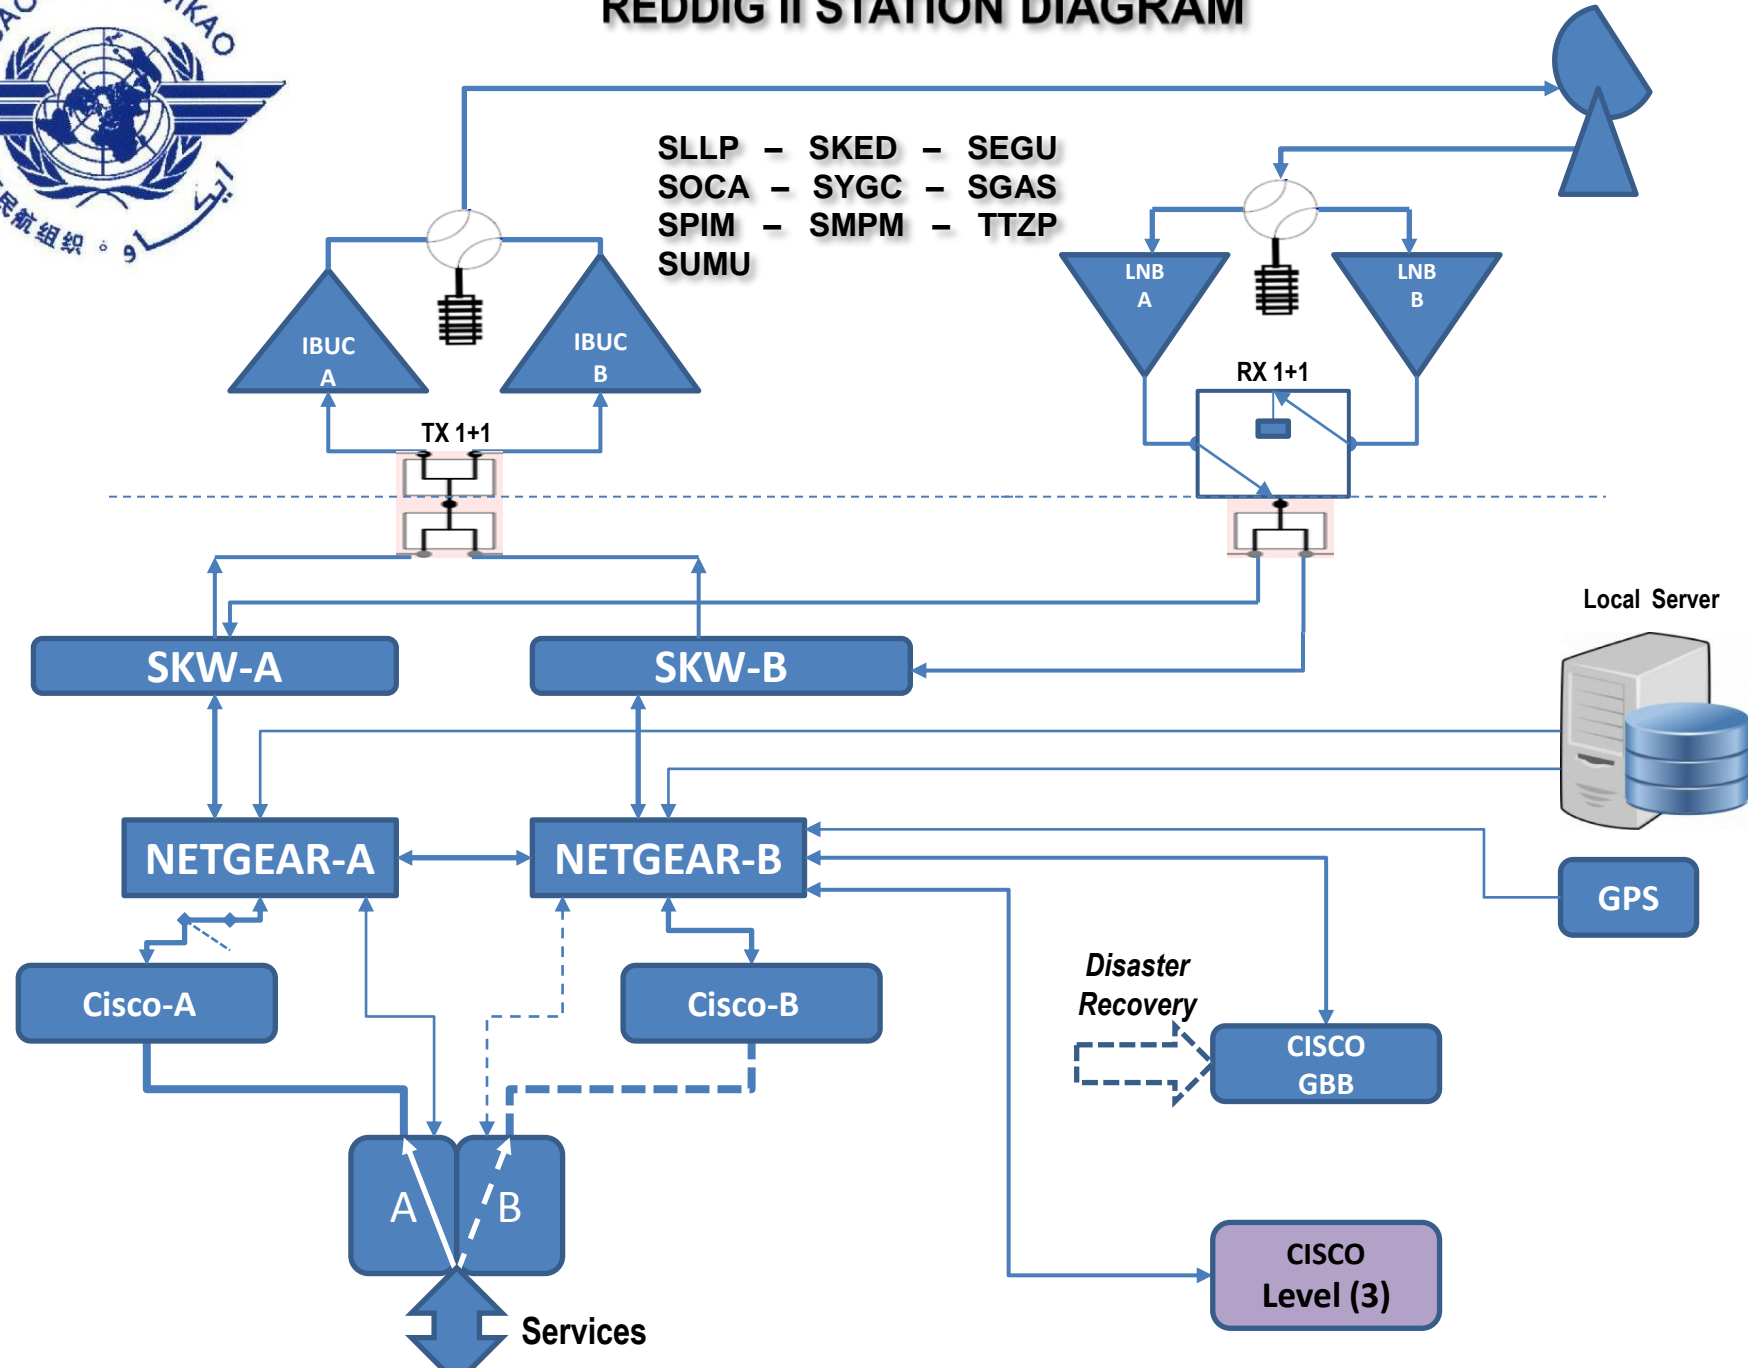 REDDIG II STATION DIAGRAM
SLLP – SKED – SEGU
SOCA – SYGC – SGAS
SPIM – SMPM – TTZP
SUMU
IBUC
A
IBUC
B
LNB
A
LNB
B
TX 1+1
RX 1+1
Local Server
SKW-A
SKW-B
NETGEAR-A
NETGEAR-B
GPS
Cisco-A
Cisco-B
Disaster
Recovery
CISCO
GBB
A
B
CISCO
Level (3)
Services